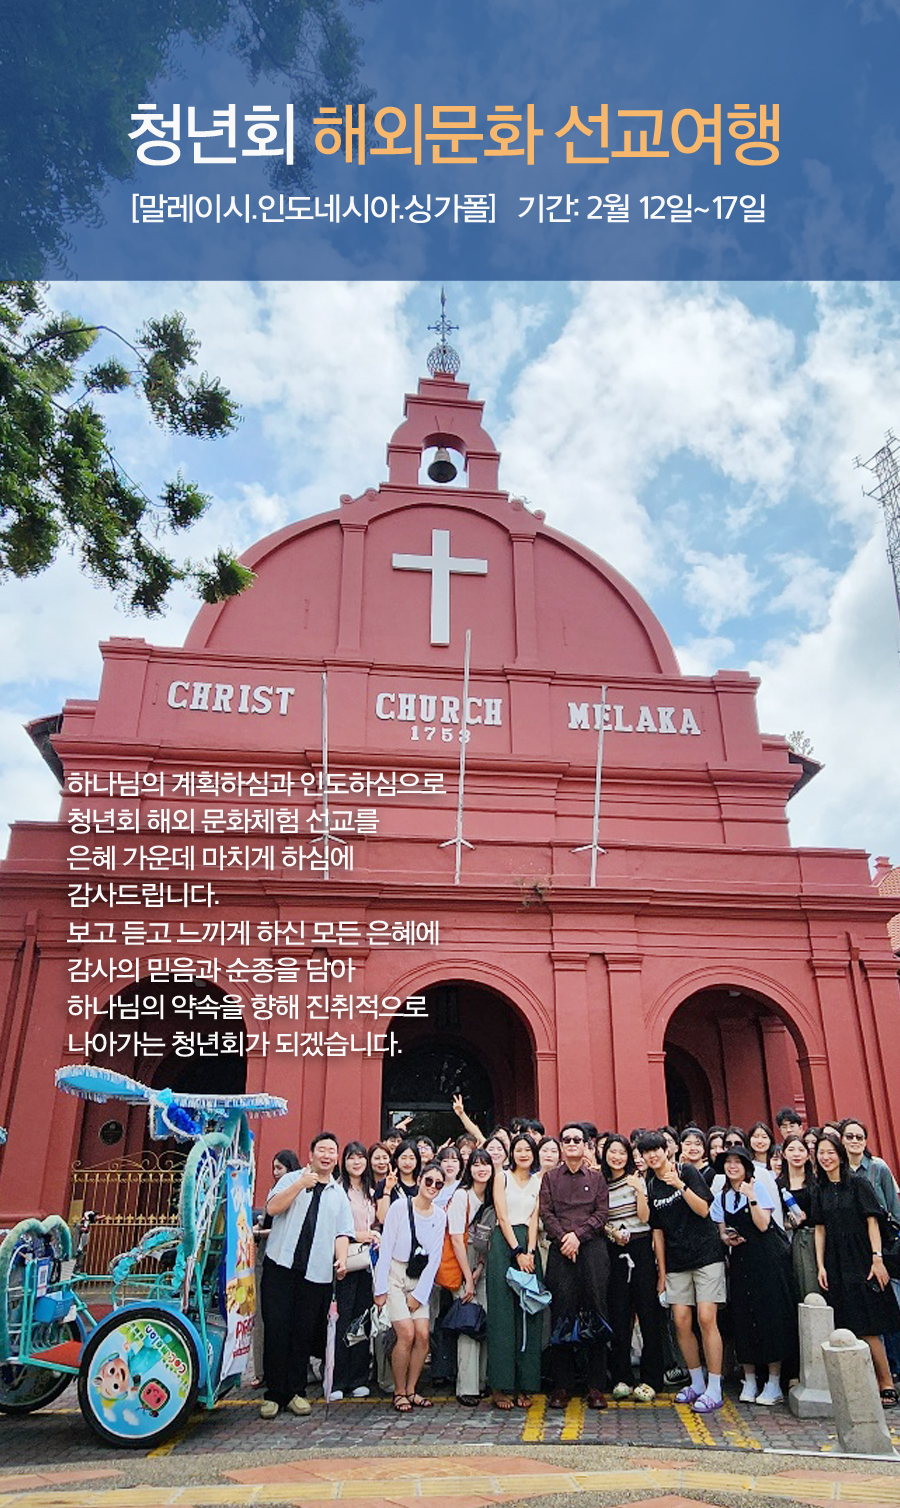 청년회 해외문화 선교여행
[말레이시.인도네시아.싱가폴] 기간: 2월 12일~17일
CHRIST CHURCH MELAKA
1753
하나님의 계획하심과 인도하심으로
청년회 해외 문화체험 선교를
은혜 가운데 마치게 하심에
감사드립니다.
보고 듣고 느끼게 하신 모든 은혜에
감사의 믿음과 순종을 담아
하나님의 약속을 향해 진취적으로
나아가는 청년회가 되겠습니다.